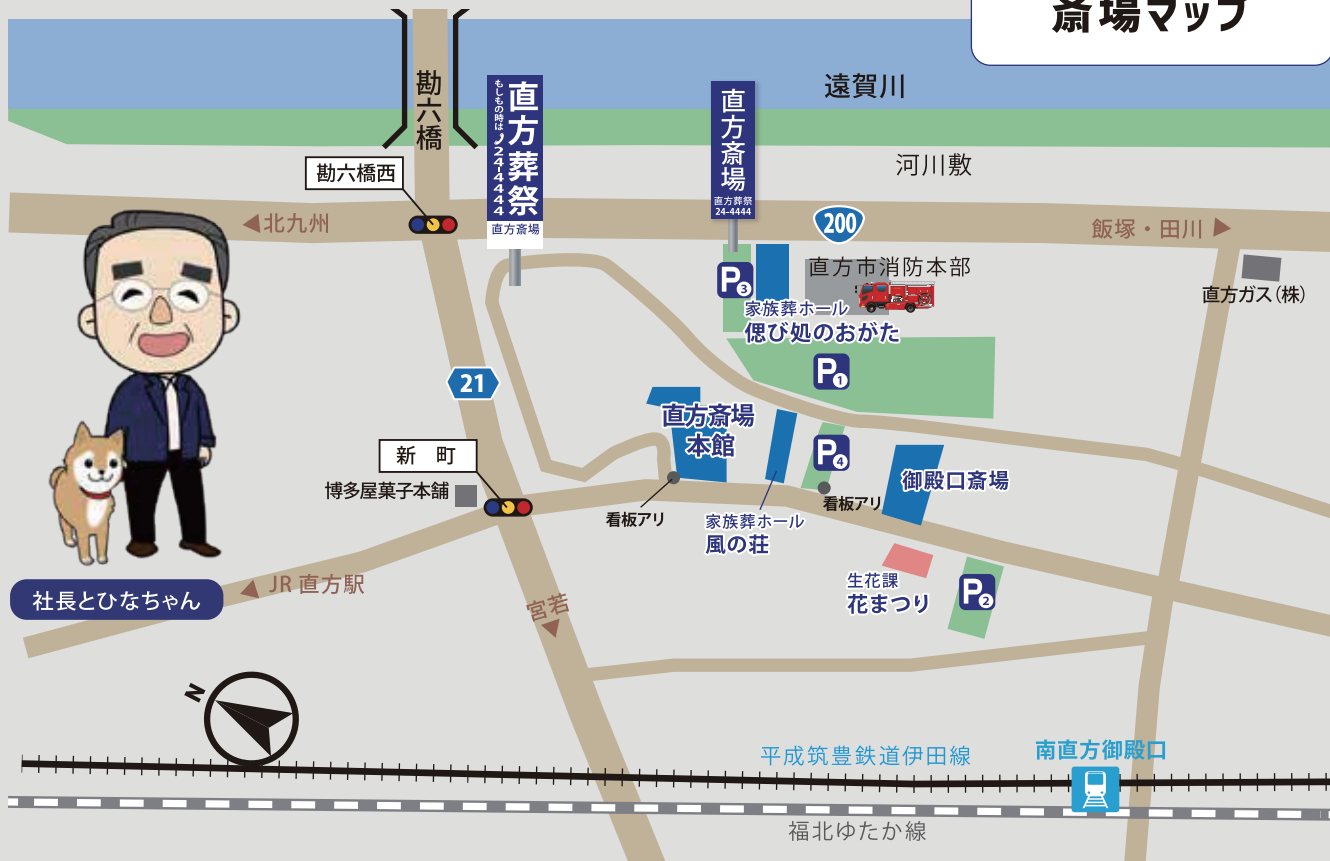 斎場マップ
勘六橋
遠賀川
河川敷
勘六橋西
直方葬祭
もしもの時は
24-4444
直方斎場
直方斎場
直方葬祭
24-4444
200
北九州
飯塚・田川
直方ガス(株)
P3
直方市消防本部
家族葬ホール
偲び処のおがた
P1
21
直方斎場
本館
P4
御殿口斎場
新 町
博多屋菓子本舗
看板アリ
看板アリ
家族葬ホール
風の荘
生花課
花まつり
P2
JR 直方駅
宮若
社長とひなちゃん
N
平成筑豊鉄道伊田線
南直方御殿口
福北ゆたか線